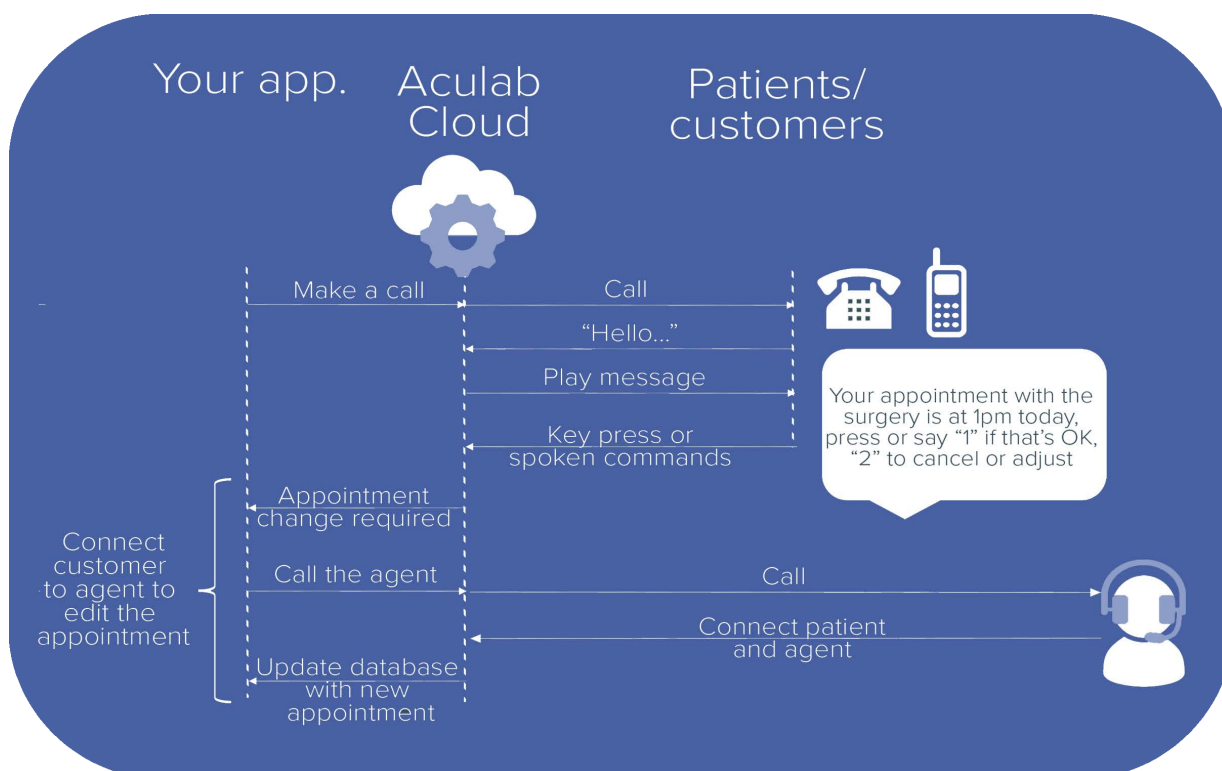 Your app.
Aculab
Cloud
Patients/
customers
Make a call
Call
“Hello...”
Play message
Your appointment with the
surgery is at 1pm today,
press or say “1” if that’s OK,
“2” to cancel or adjust
Key press or
spoken commands
Appointment
change required
Connect
customer
to agent to
edit the
appointment
Call the agent
Call
Connect patient
and agent
Update database
with new
appointment